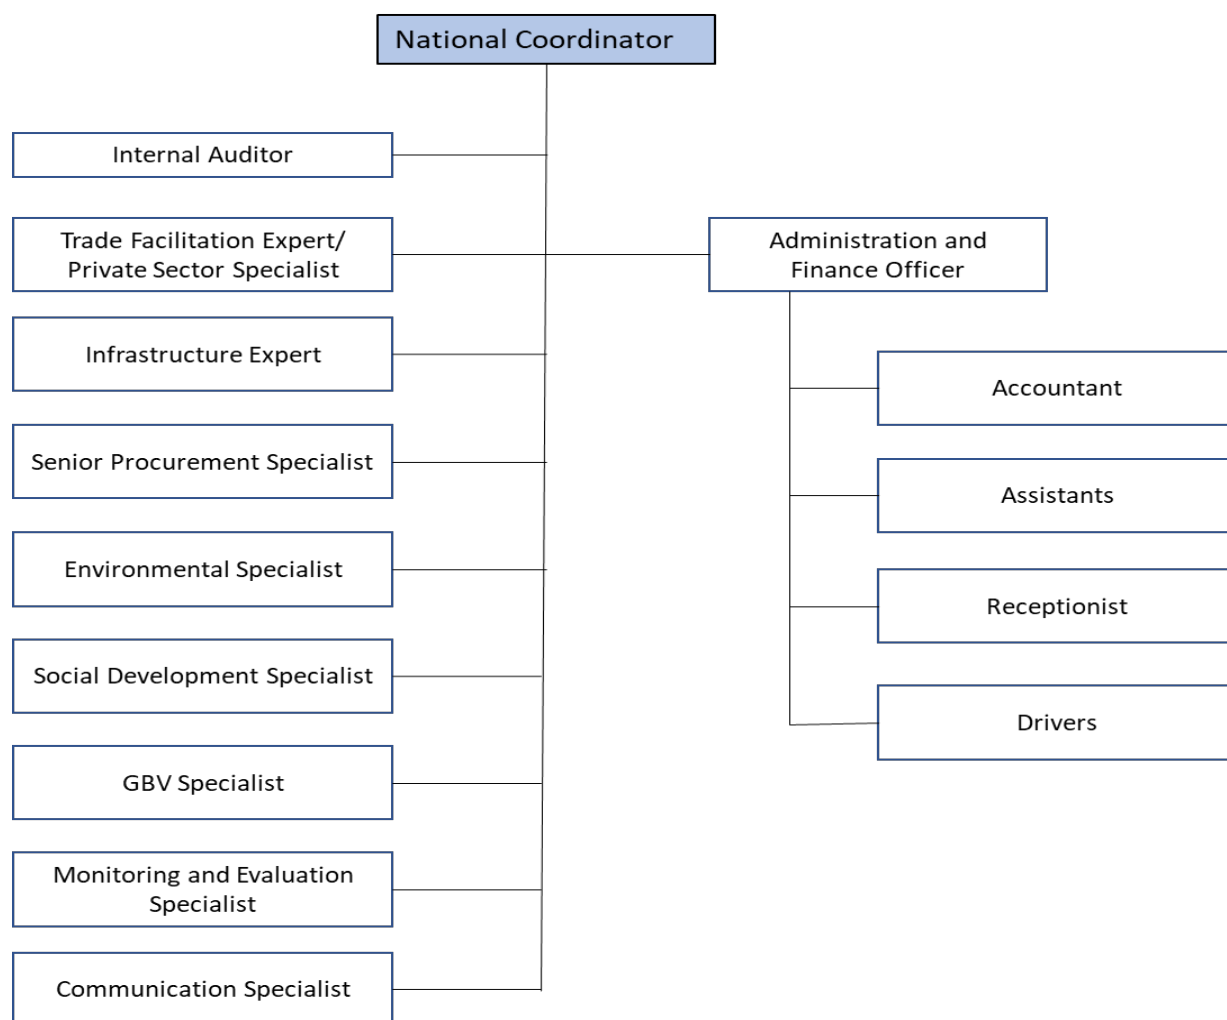 National Coordinator
Internal Auditor
Trade Facilitation Expert/
Private Sector Specialist
Administration and
Finance Officer
Infrastructure Expert
Accountant
Senior Procurement Specialist
Assistants
Environmental Specialist
Receptionist
Social Development Specialist
Drivers
GBV Specialist
Monitoring and Evaluation
Specialist
Communication Specialist